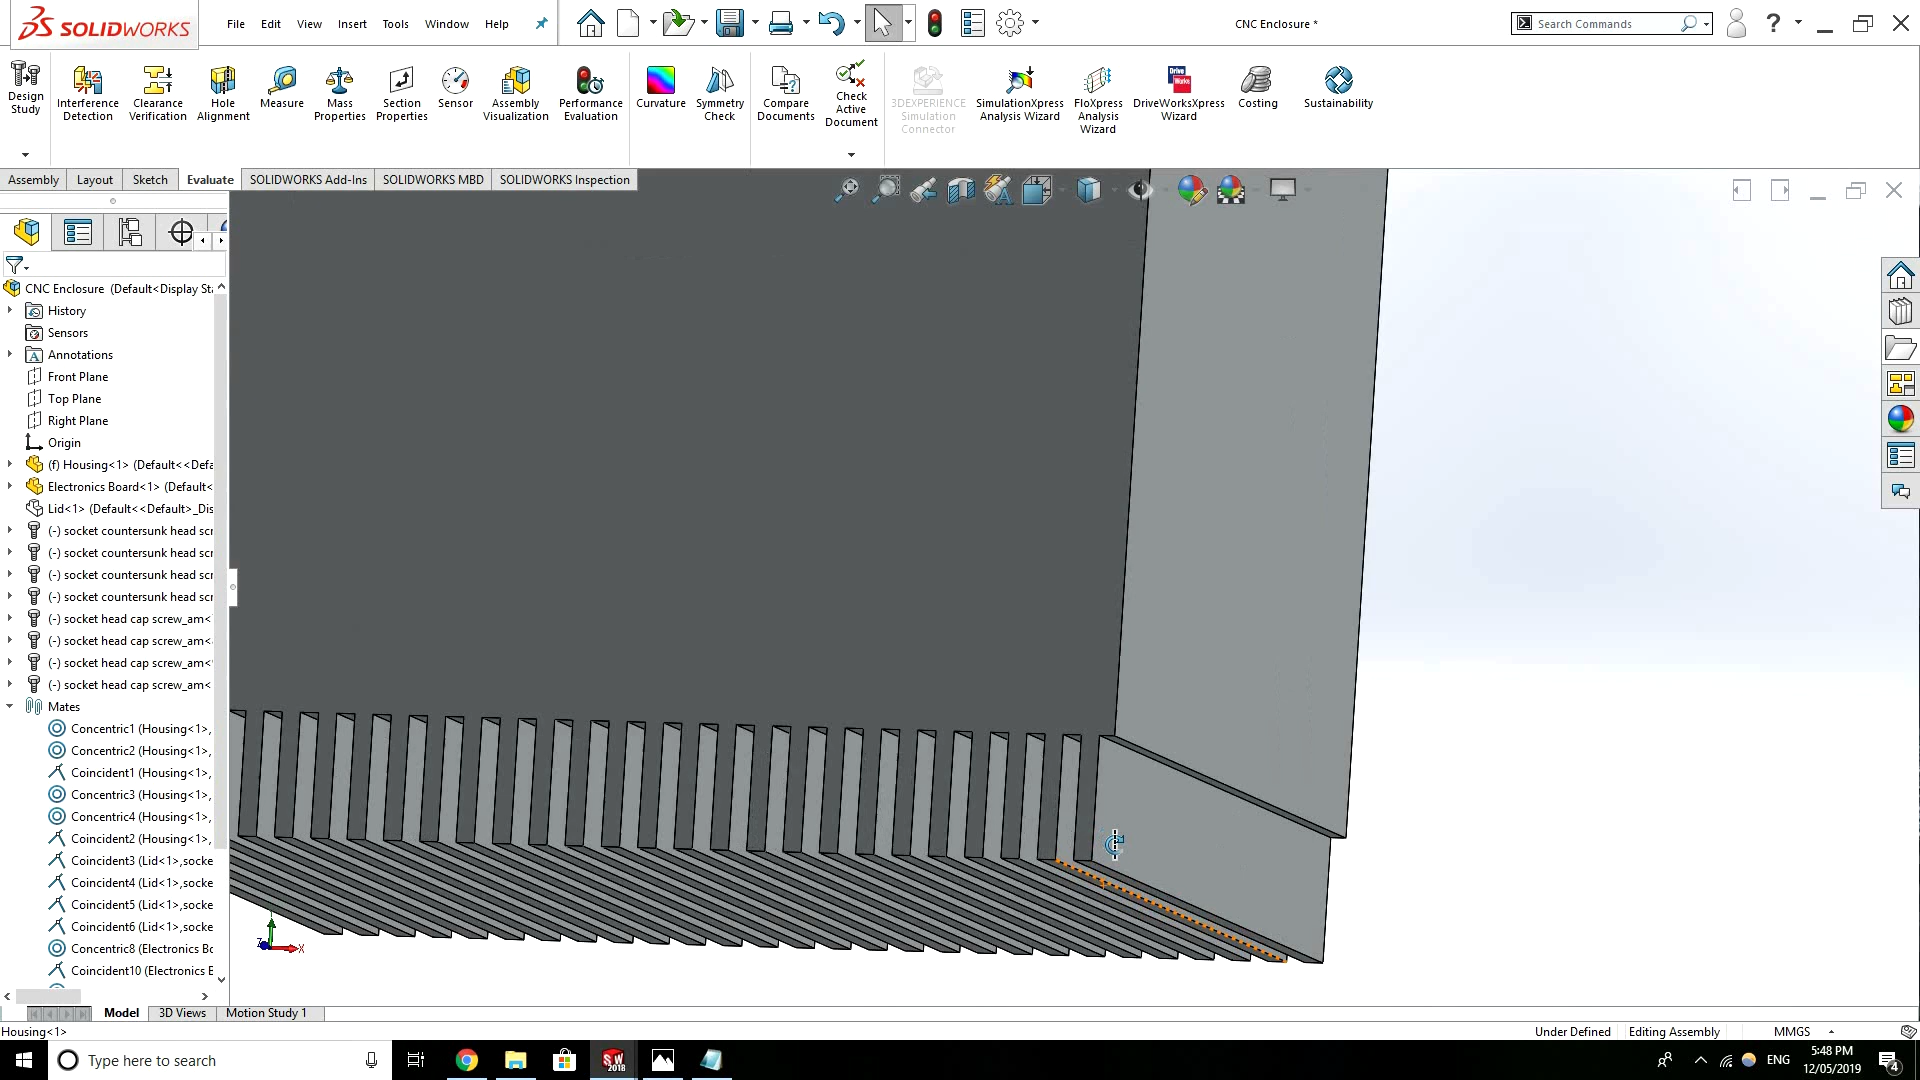 SOLIDWORKS
File Edit View Insert Tools Window Help
CNC Enclosure *
Search Commands
?
Design Study
Interference Detection
Clearance Verification
Hole Alignment
Measure
Mass Properties
Section Properties
Sensor
Assembly Visualization
Performance Evaluation
Curvature
Symmetry Check
Compare Documents
Check Active Document
3DEXPERIENCE Simulation Connector
SimulationXpress Analysis Wizard
FloXpress Analysis Wizard
DriveWorksXpress Wizard
Costing
Sustainability
Assembly Layout Sketch Evaluate SOLIDWORKS Add-Ins SOLIDWORKS MBD SOLIDWORKS Inspection
CNC Enclosure (Default<Display Sta
History
Sensors
Annotations
Front Plane
Top Plane
Right Plane
Origin
(f) Housing<1> (Default<<Defa
Electronics Board<1> (Default<
Lid<1> (Default<<Default>_Dis
(-) socket countersunk head scr
(-) socket countersunk head scr
(-) socket countersunk head scr
(-) socket countersunk head scr
(-) socket head cap screw_am<
(-) socket head cap screw_am<
(-) socket head cap screw_am<
(-) socket head cap screw_am<
Mates
Concentric1 (Housing<1>,
Concentric2 (Housing<1>,
Coincident1 (Housing<1>,
Concentric3 (Housing<1>,
Concentric4 (Housing<1>,
Coincident2 (Housing<1>,
Coincident3 (Lid<1>,socke
Coincident4 (Lid<1>,socke
Coincident5 (Lid<1>,socke
Coincident6 (Lid<1>,socke
Concentric8 (Electronics Bo
Coincident10 (Electronics E
Z X
Model 3D Views Motion Study 1
Housing<1>
Under Defined Editing Assembly MMGS
Type here to search
SW 2018
ENG
5:48 PM
12/05/2019
4